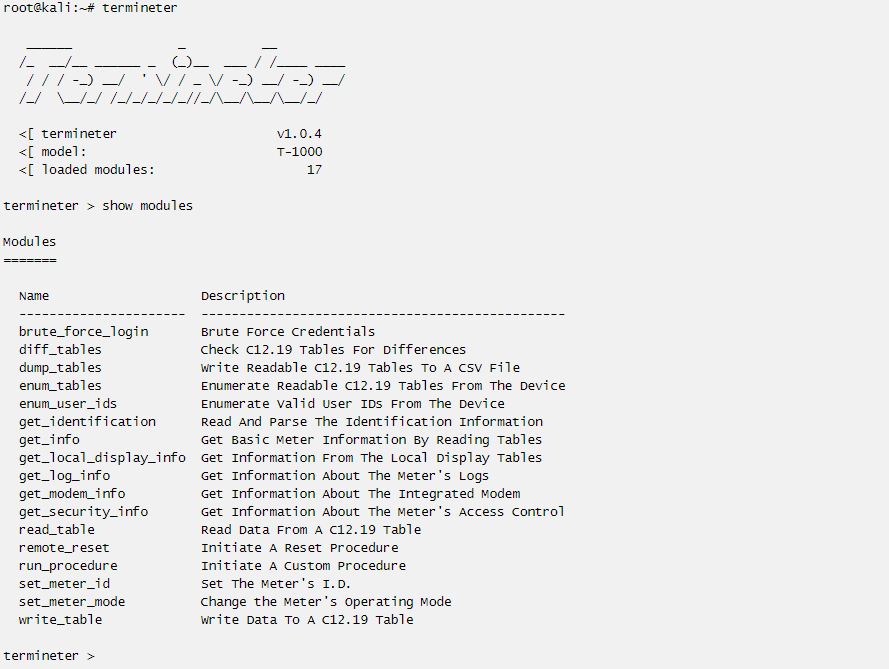 root@kali:~# termineter
  ______              _          __
 /_  __/__ ______ _  (_)__  ___ / /____ ____
  / / / -_) __/  ' \/ / _ \/ -_) __/ -_) __/
 /_/  \__/_/ /_/_/_/_//_/\__/\__/\__/_/
<[ termineter v1.0.4
<[ model: T-1000
<[ loaded modules: 17
termineter > show modules
Modules
=======
Name Description
---------------------- ------------------------------------------------
brute_force_login Brute Force Credentials
diff_tables Check C12.19 Tables For Differences
dump_tables Write Readable C12.19 Tables To A CSV File
enum_tables Enumerate Readable C12.19 Tables From The Device
enum_user_ids Enumerate Valid User IDs From The Device
get_identification Read And Parse The Identification Information
get_info Get Basic Meter Information By Reading Tables
get_local_display_info Get Information From The Local Display Tables
get_log_info Get Information About The Meter's Logs
get_modem_info Get Information About The Integrated Modem
get_security_info Get Information About The Meter's Access Control
read_table Read Data From A C12.19 Table
remote_reset Initiate A Reset Procedure
run_procedure Initiate A Custom Procedure
set_meter_id Set The Meter's I.D.
set_meter_mode Change the Meter's Operating Mode
write_table Write Data To A C12.19 Table
termineter >